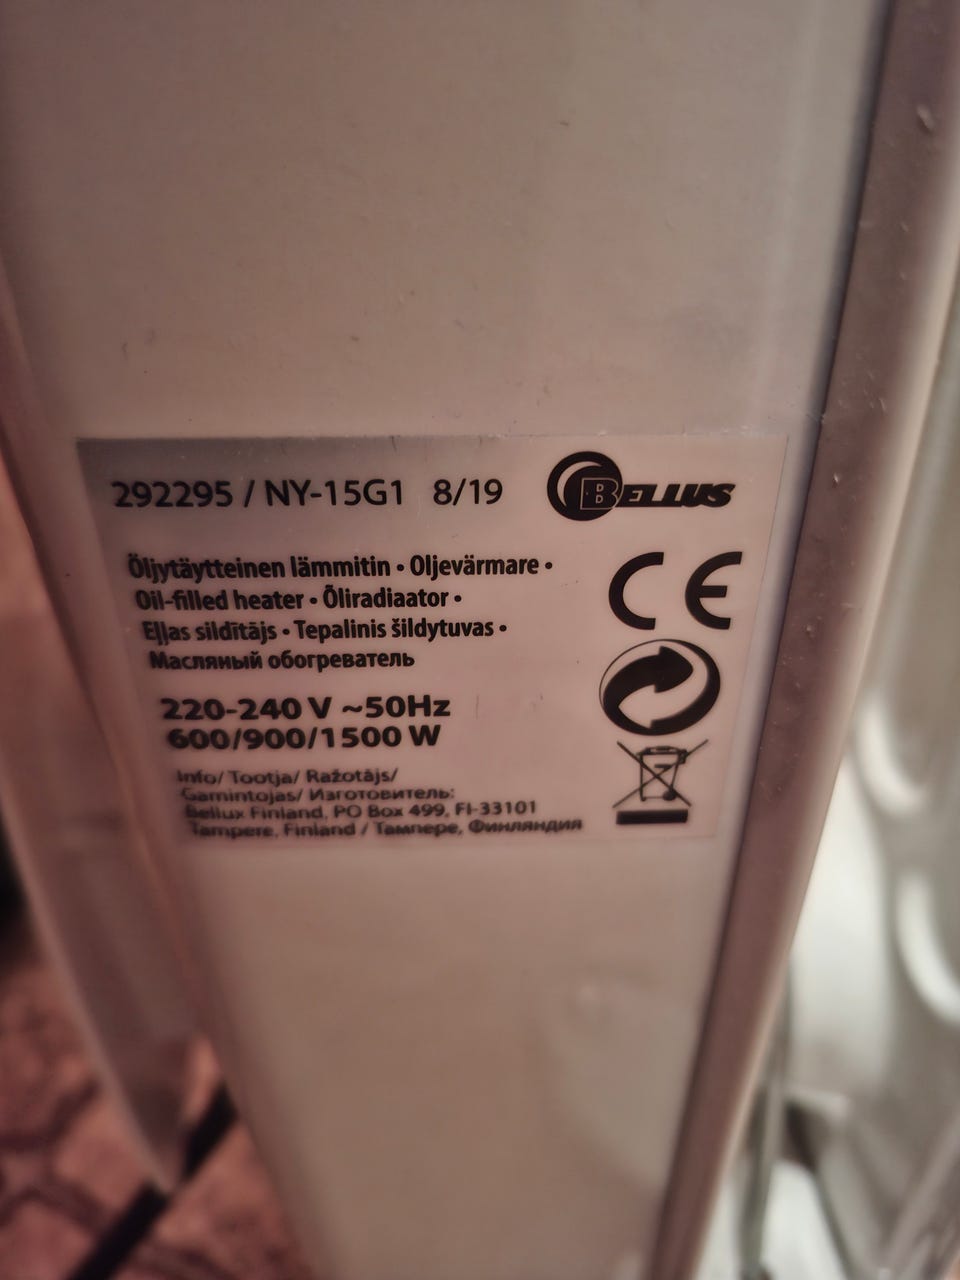 292295 / NY-15G1 8/19
BELLUS
Öljytäytteinen lämmitin • Oljevärmare •
Oil-filled heater • Õliradiaator •
Eļļas sildītājs • Tepalinis šildytuvas •
Масляный обогреватель
CE
220-240 V ~50Hz
600/900/1500 W
Info/ Tootja/ Ražotājs/
Gamintojas/ Изготовитель:
Bellux Finland, PO Box 499, FI-33101
Tampere, Finland / Тампере, Финляндия